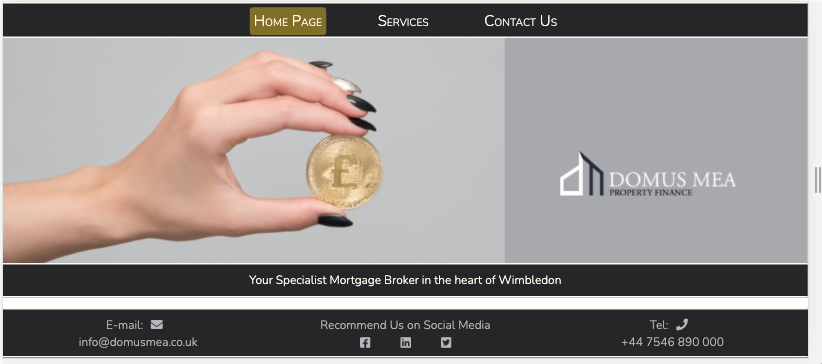 Home Page Services Contact Us
£
DOMUS MEA
PROPERTY FINANCE
Your Specialist Mortgage Broker in the heart of Wimbledon
E-mail:
info@domusmea.co.uk
Recommend Us on Social Media
Tel:
+44 7546 890 000